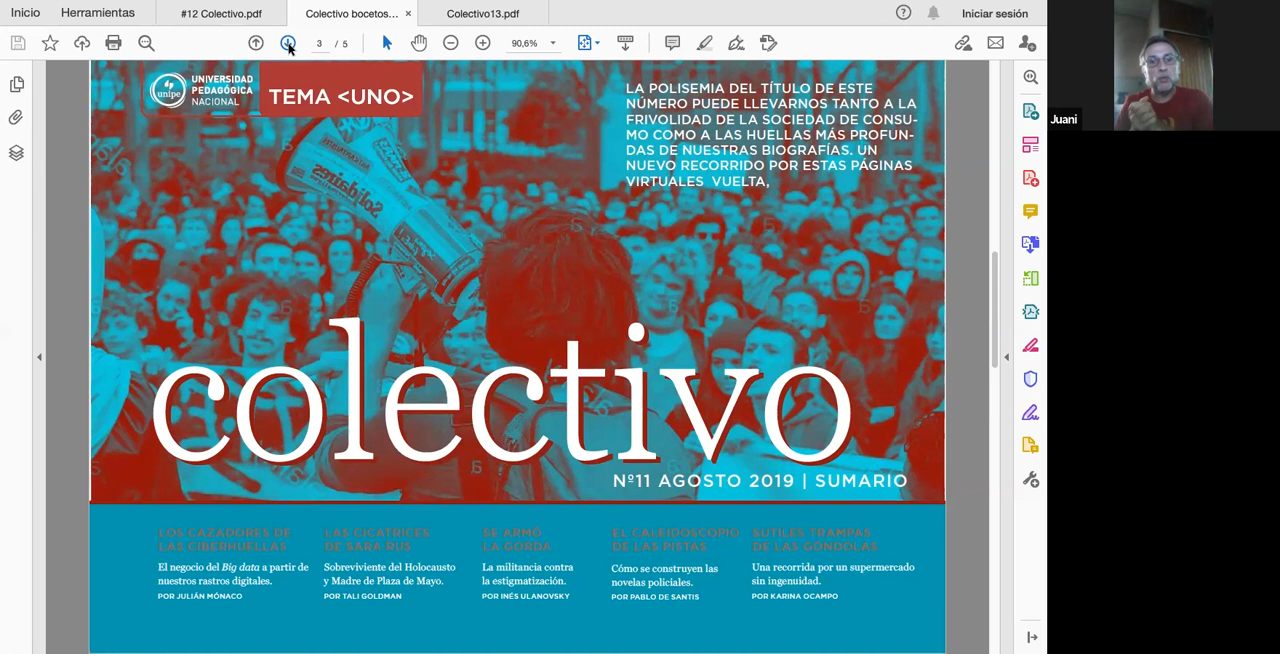 Inicio Herramientas #12 Colectivo.pdf Colectivo bocetos... × Colectivo13.pdf Iniciar sesión
3 / 5 90,6%
Juani
unipe
UNIVERSIDAD
PEDAGÓGICA
NACIONAL
TEMA <UNO>
LA POLISEMIA DEL TÍTULO DE ESTE
NÚMERO PUEDE LLEVARNOS TANTO A LA
FRIVOLIDAD DE LA SOCIEDAD DE CONSU-
MO COMO A LAS HUELLAS MÁS PROFUN-
DAS DE NUESTRAS BIOGRAFÍAS. UN
NUEVO RECORRIDO POR ESTAS PÁGINAS
VIRTUALES VUELTA,
colectivo
Nº11 AGOSTO 2019 | SUMARIO
LOS CAZADORES DE
LAS CIBERHUELLAS
El negocio del Big data a partir de
nuestros rastros digitales.
POR JULIÁN MÓNACO
LAS CICATRICES
DE SARA RUS
Sobreviviente del Holocausto
y Madre de Plaza de Mayo.
POR TALI GOLDMAN
SE ARMÓ
LA GORDA
La militancia contra
la estigmatización.
POR INÉS ULANOVSKY
EL CALEIDOSCOPIO
DE LAS PISTAS
Cómo se construyen las
novelas policiales.
POR PABLO DE SANTIS
SUTILES TRAMPAS
DE LAS GÓNDOLAS
Una recorrida por un supermercado
sin ingenuidad.
POR KARINA OCAMPO